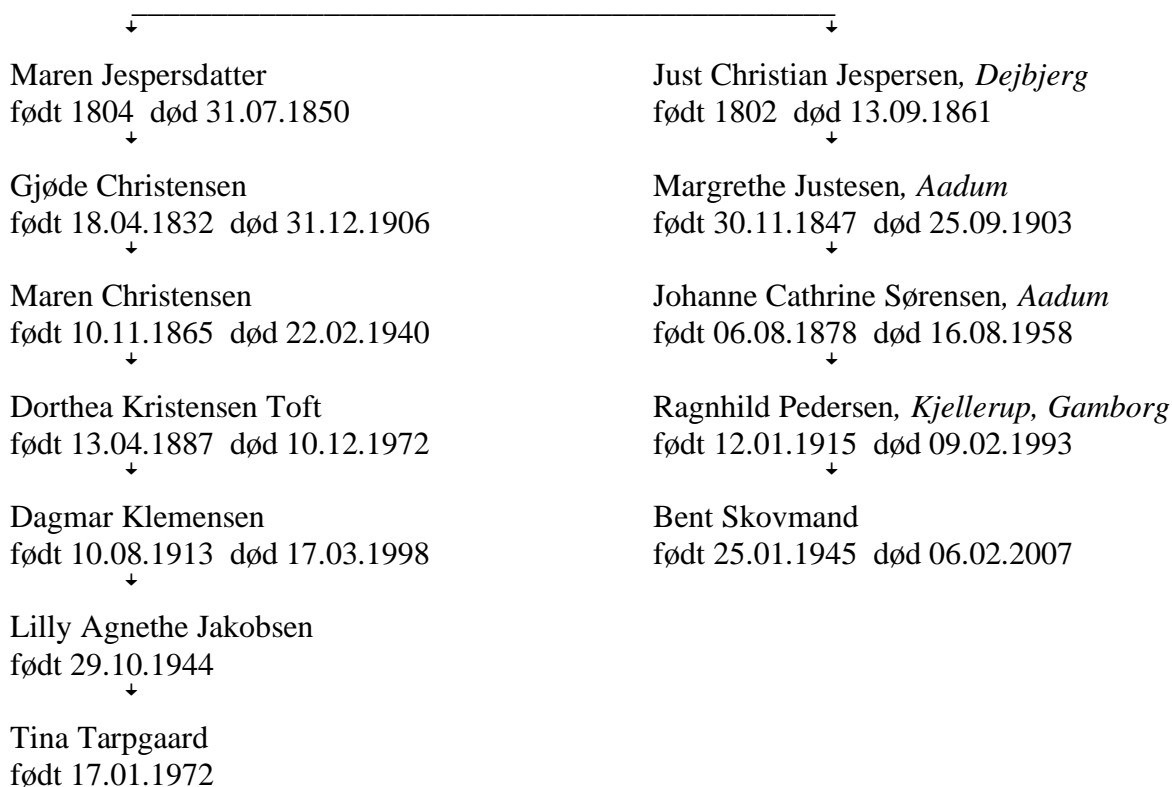 Maren Jespersdatter
født 1804 død 31.07.1850
Gjøde Christensen
født 18.04.1832 død 31.12.1906
Maren Christensen
født 10.11.1865 død 22.02.1940
Dorthea Kristensen Toft
født 13.04.1887 død 10.12.1972
Dagmar Klemensen
født 10.08.1913 død 17.03.1998
Lilly Agnethe Jakobsen
født 29.10.1944
Tina Tarpgaard
født 17.01.1972
Just Christian Jespersen, Dejbjerg
født 1802 død 13.09.1861
Margrethe Justesen, Aadum
født 30.11.1847 død 25.09.1903
Johanne Cathrine Sørensen, Aadum
født 06.08.1878 død 16.08.1958
Ragnhild Pedersen, Kjellerup, Gamborg
født 12.01.1915 død 09.02.1993
Bent Skovmand
født 25.01.1945 død 06.02.2007